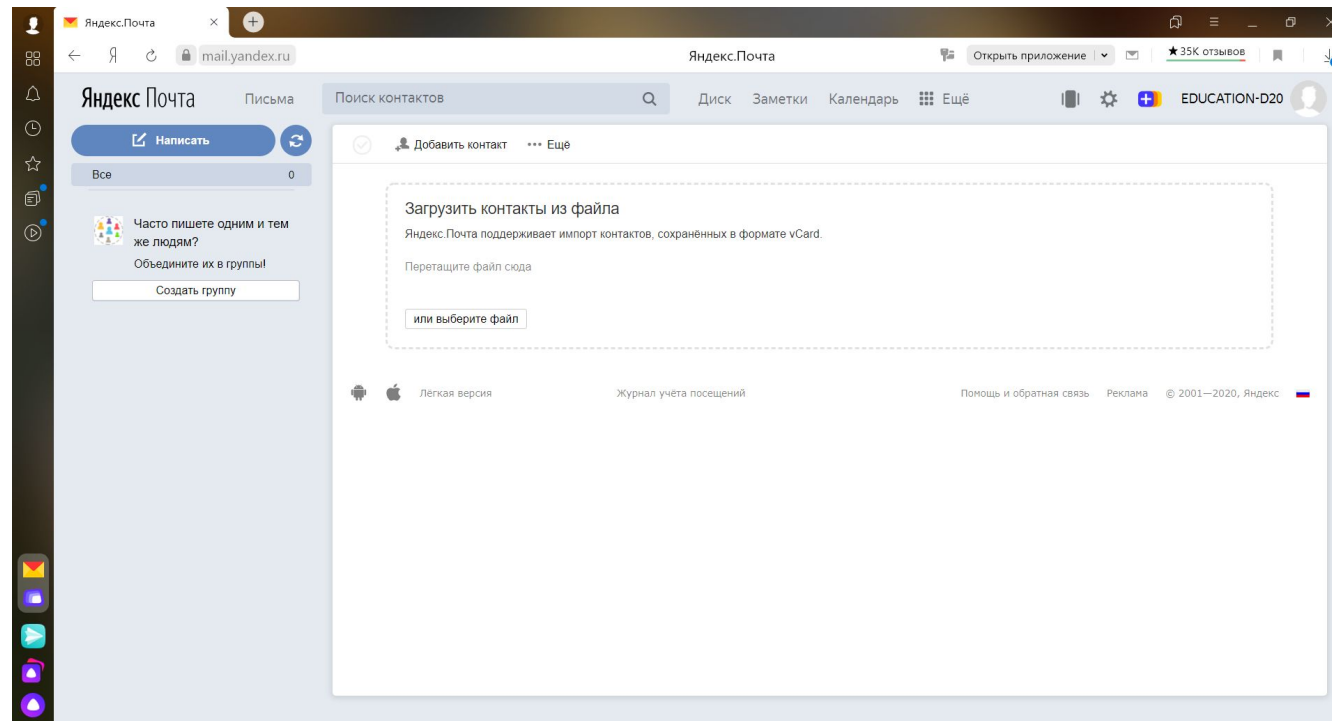 Яндекс.Почта
mail.yandex.ru
Яндекс.Почта
Открыть приложение
★35K отзывов
Яндекс Почта
Письма
Поиск контактов
Диск
Заметки
Календарь
Ещё
EDUCATION-D20
Написать
Все 0
Часто пишете одним и тем
же людям?
Объедините их в группы!
Создать группу
Добавить контакт
••• Ещё
Загрузить контакты из файла
Яндекс.Почта поддерживает импорт контактов, сохранённых в формате vCard.
Перетащите файл сюда
или выберите файл
Лёгкая версия
Журнал учёта посещений
Помощь и обратная связь
Реклама
© 2001—2020, Яндекс